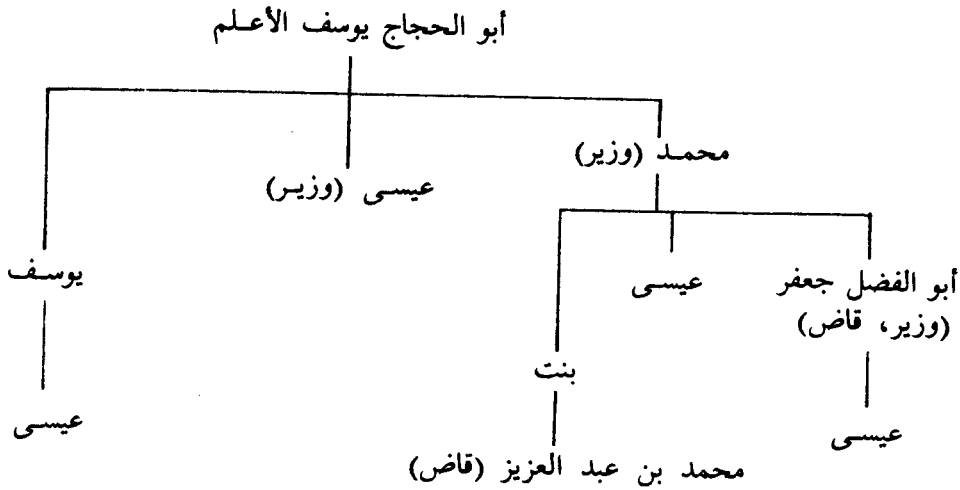 أبو الحجاج يوسف الأعلم
محمد (وزير)
عيسى (وزير)
يوسف
أبو الفضل جعفر
(وزير، قاض)
عيسى
بنت
عيسى
عيسى
محمد بن عبد العزيز (قاض)